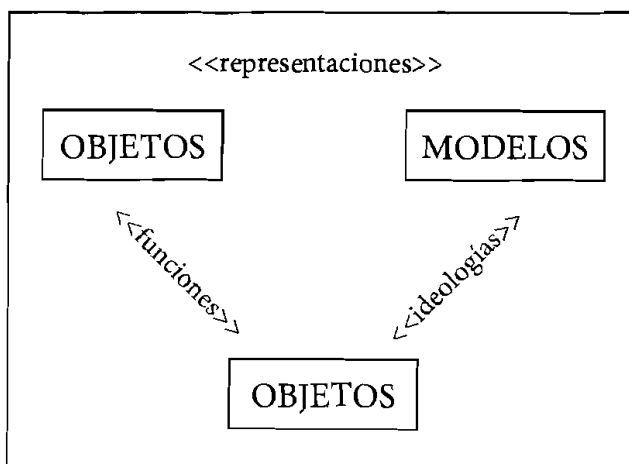 <<representaciones>>
OBJETOS
MODELOS
<<funciones>>
<<ideologías>>
OBJETOS